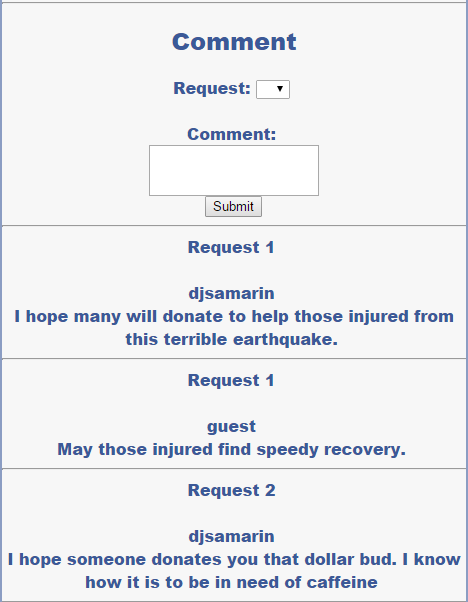 Comment
Request:
Comment:
Submit
Request 1
djsamarin
I hope many will donate to help those injured from
this terrible earthquake.
Request 1
guest
May those injured find speedy recovery.
Request 2
djsamarin
I hope someone donates you that dollar bud. I know
how it is to be in need of caffeine